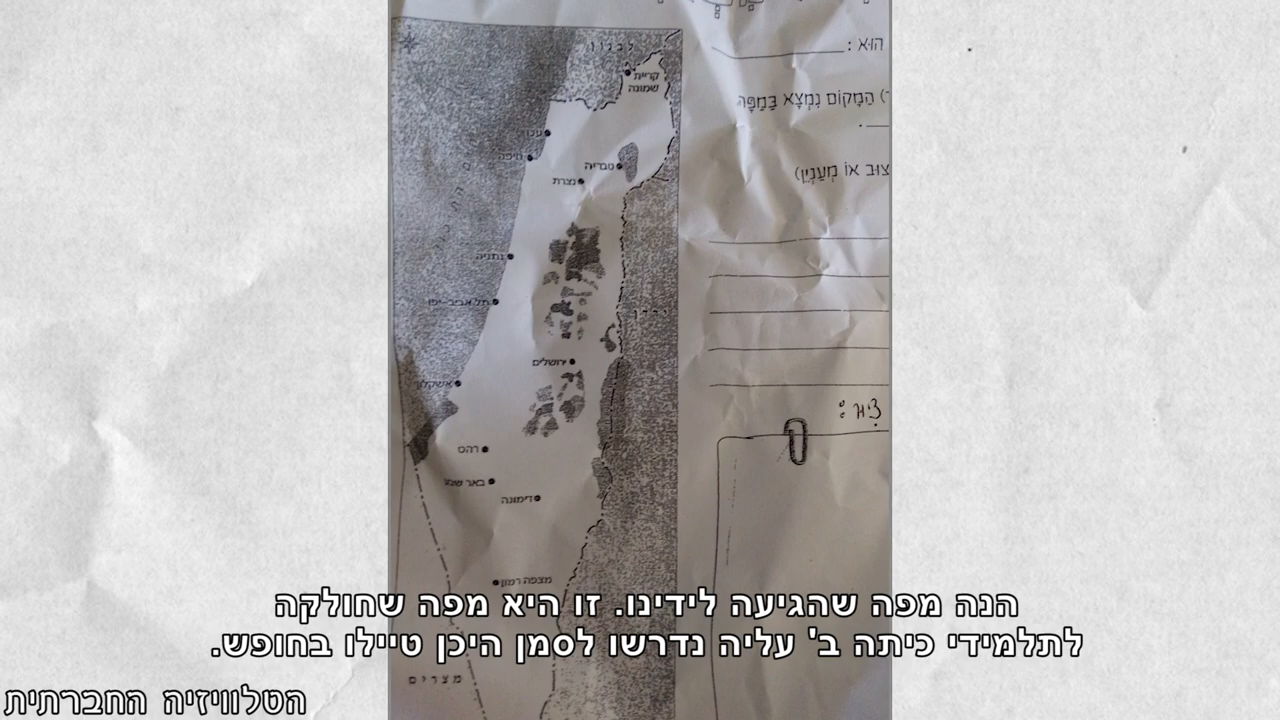 לבנון
קריית
שמונה
עכו
חיפה
טבריה
נצרת
נתניה
תל אביב-יפו
ירדן
ירושלים
אשקלון
רהט
באר שבע
דימונה
מצפה רמון
מצרים
הוּא :
הַמָּקוֹם נִמְצָא בַּמַּפָּה
אוֹ מְעַנְיֵן)
צִיּוּר :
הנה מפה שהגיעה לידינו. זו היא מפה שחולקה
לתלמידי כיתה ב' עליה נדרשו לסמן היכן טיילו בחופש.
הטלוויזיה החברתית